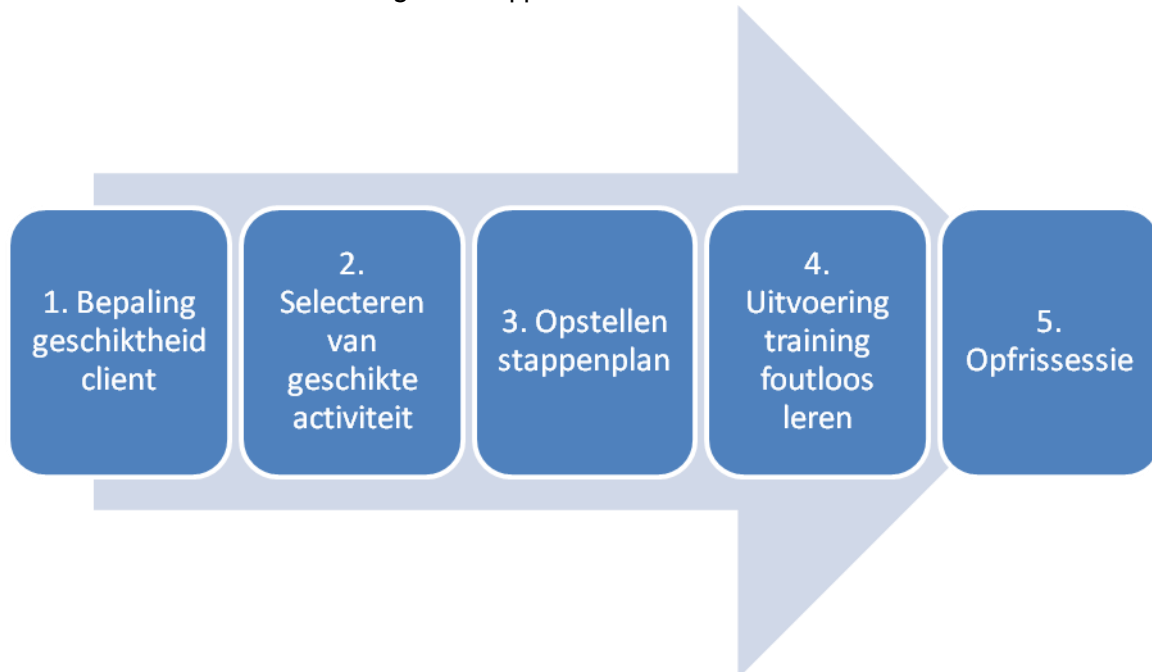 1. Bepaling
geschiktheid
client
2.
Selecteren
van
geschikte
activiteit
3. Opstellen
stappenplan
4.
Uitvoering
training
foutloos
leren
5.
Opfrissessie